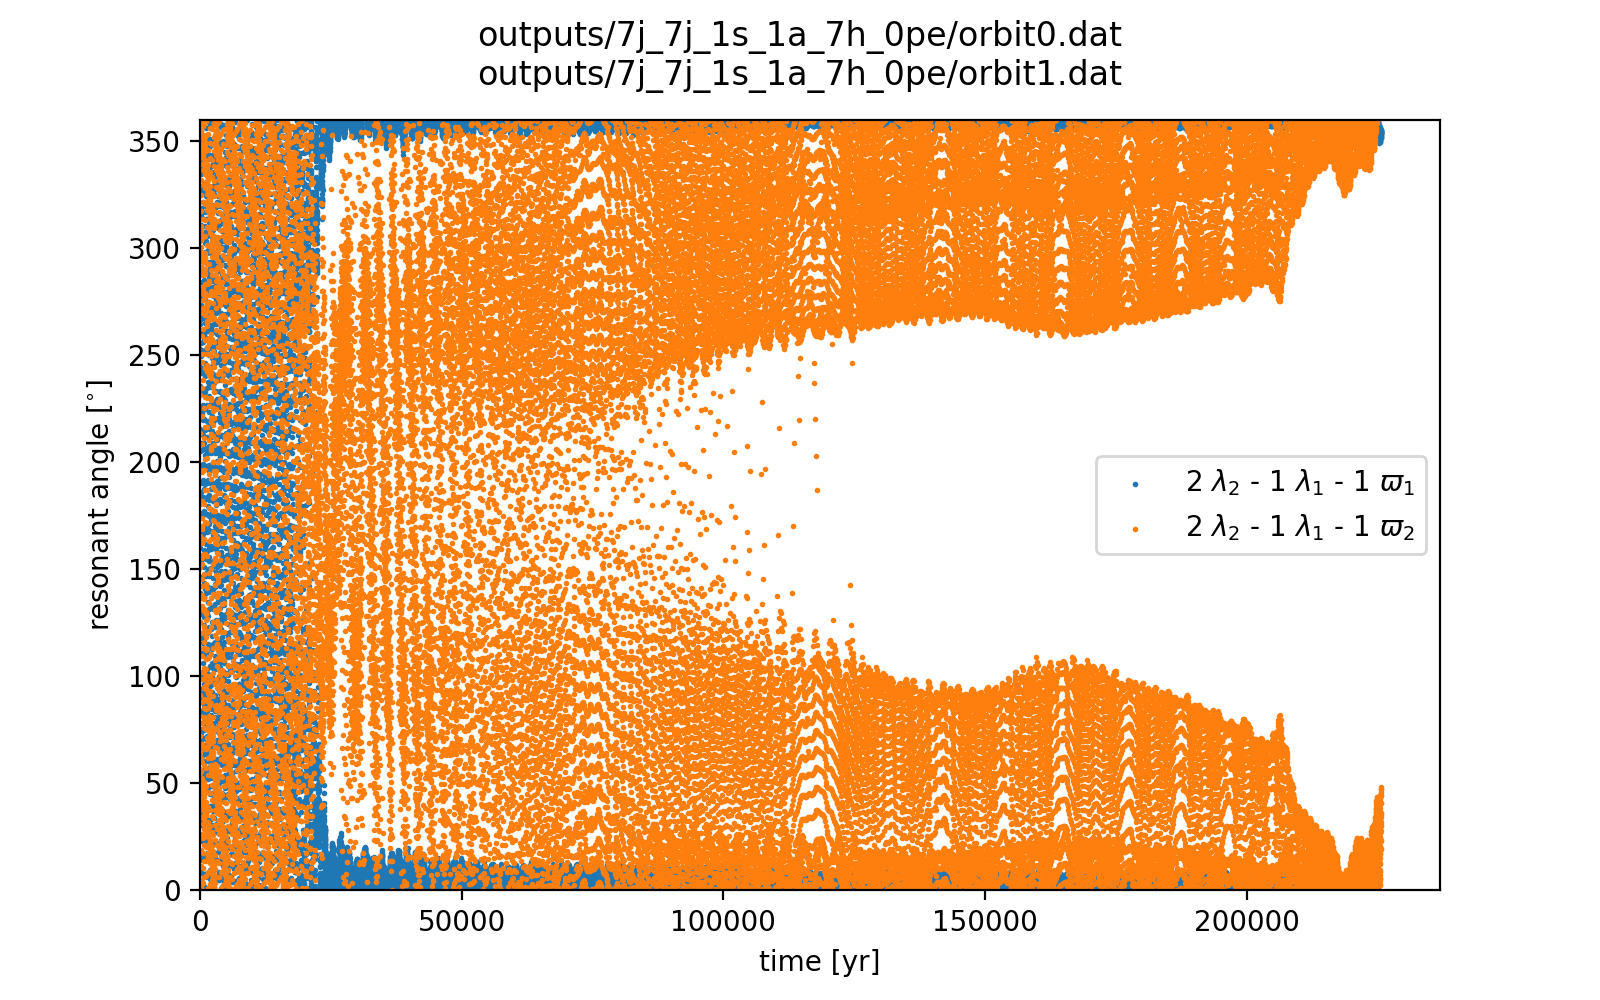 outputs/7j_7j_1s_1a_7h_0pe/orbit0.dat
outputs/7j_7j_1s_1a_7h_0pe/orbit1.dat
350
300
250
200
150
100
50
0
resonant angle [°]
2 λ₂ - 1 λ₁ - 1 ϖ₁
2 λ₂ - 1 λ₁ - 1 ϖ₂
0 50000 100000 150000 200000
time [yr]